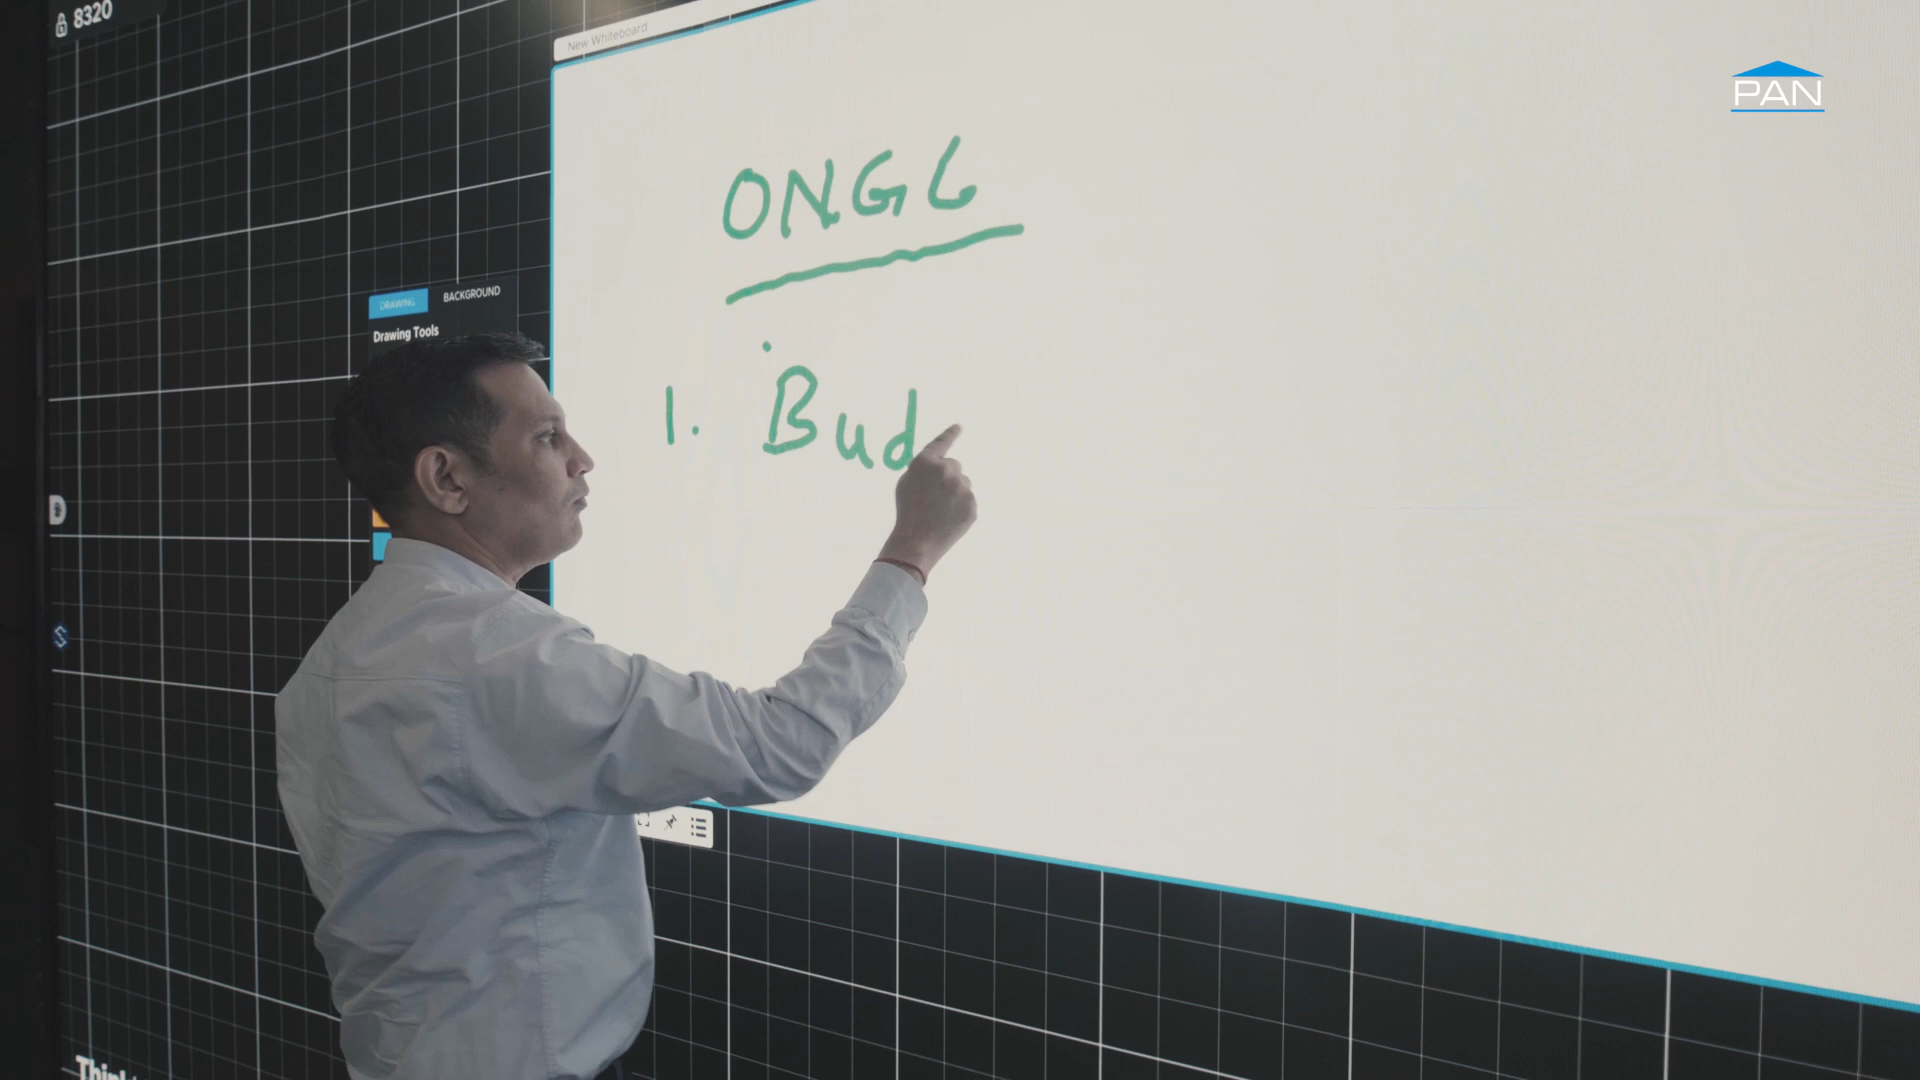 8320
New Whiteboard
PAN
ONGC
DRAWING BACKGROUND
Drawing Tools
1. Bud